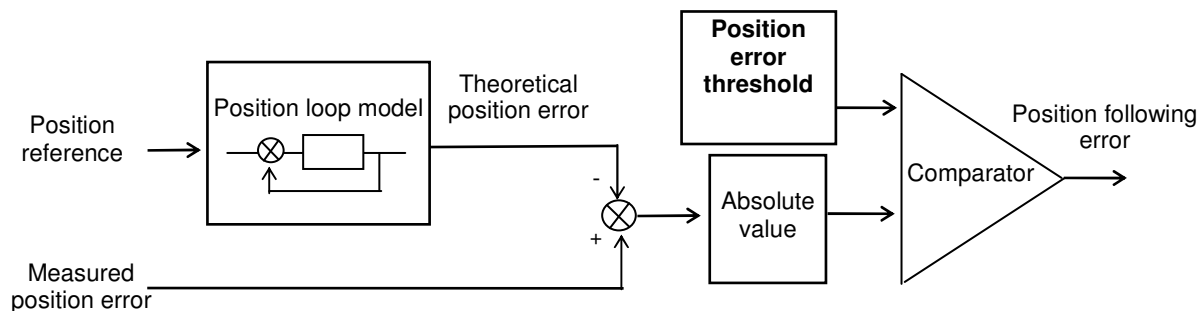 Position
reference
Position loop model
Theoretical
position error
-
+
Measured
position error
Position
error
threshold
Absolute
value
Comparator
Position following
error